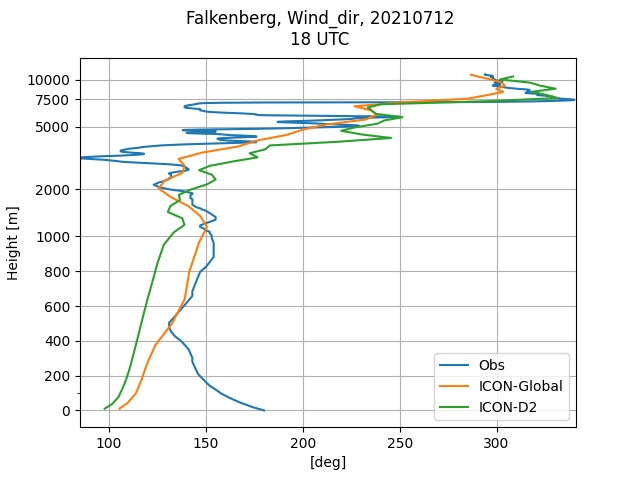 Falkenberg, Wind_dir, 20210712
18 UTC
10000
7500
5000
2000
1000
800
600
400
200
0
Height [m]
100
150
200
250
300
[deg]
Obs
ICON-Global
ICON-D2